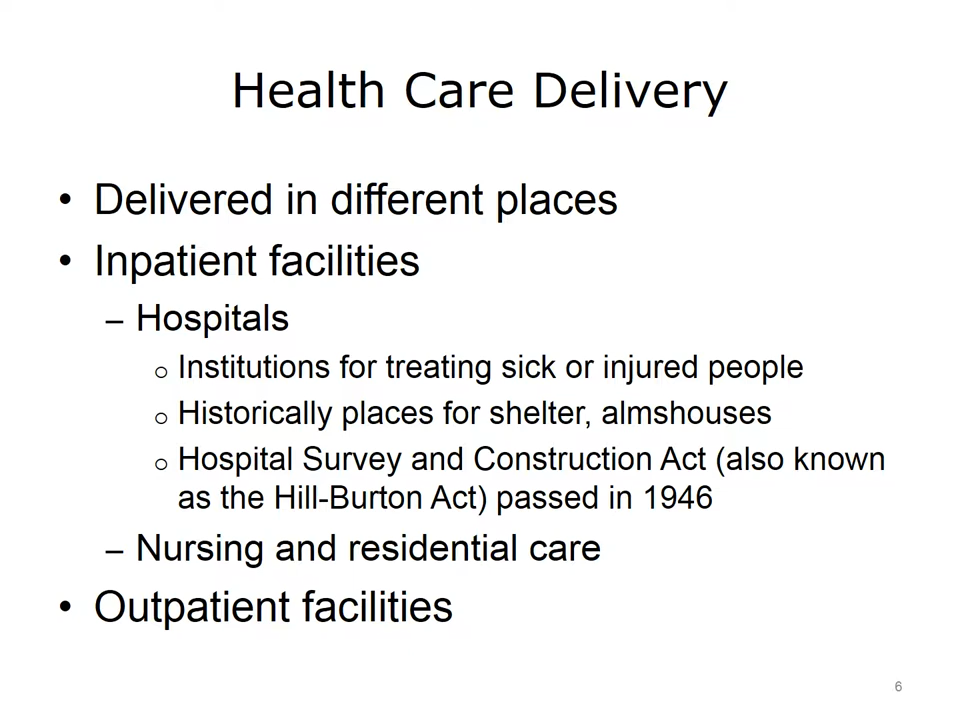 Health Care Delivery
• Delivered in different places
• Inpatient facilities
– Hospitals
o Institutions for treating sick or injured people
o Historically places for shelter, almshouses
o Hospital Survey and Construction Act (also known
as the Hill-Burton Act) passed in 1946
– Nursing and residential care
• Outpatient facilities
6